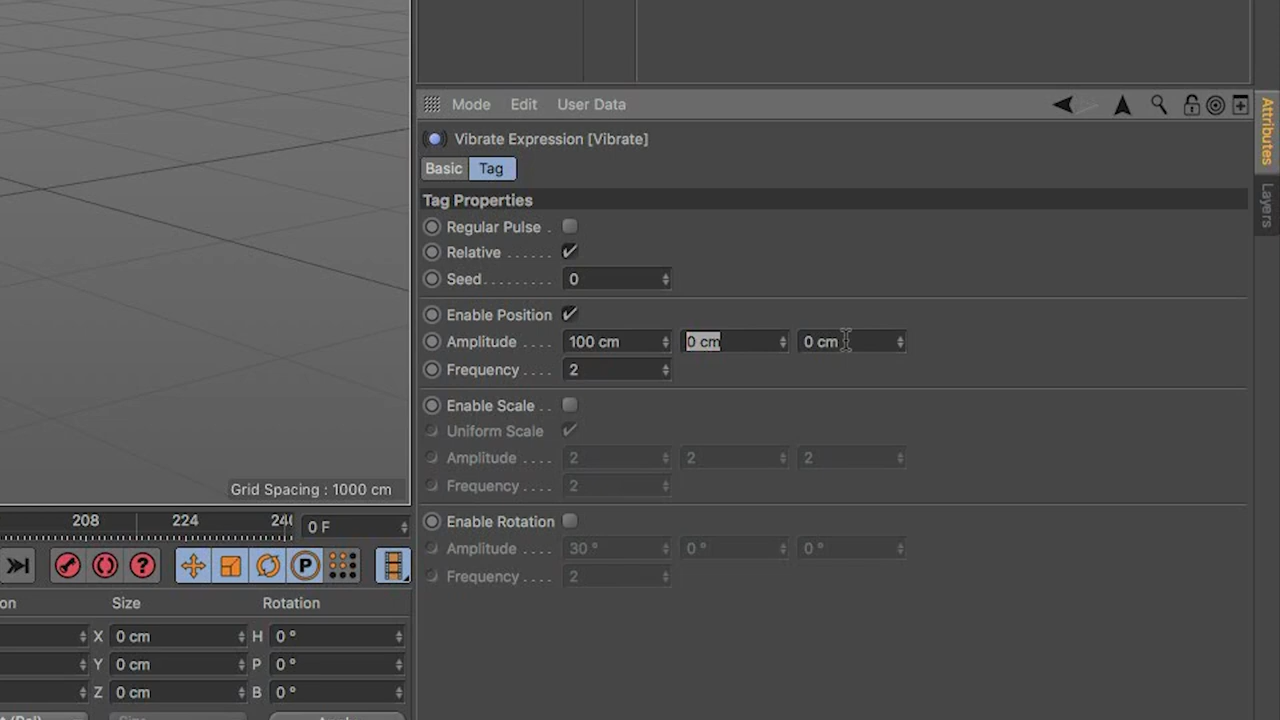 Mode Edit User Data
Attributes
Layers
Vibrate Expression [Vibrate]
Basic Tag
Tag Properties
Regular Pulse .
Relative . . . . . .
Seed . . . . . . . . . 0
Enable Position
Amplitude . . . . 100 cm 0 cm 0 cm
Frequency . . . . 2
Enable Scale . .
Uniform Scale
Amplitude . . . . 2 2 2
Frequency . . . . 2
Enable Rotation
Amplitude . . . . 30 ° 0 ° 0 °
Frequency . . . . 2
Grid Spacing : 1000 cm
208 224 0 F
? P
on Size Rotation
X 0 cm H 0 °
Y 0 cm P 0 °
Z 0 cm B 0 °